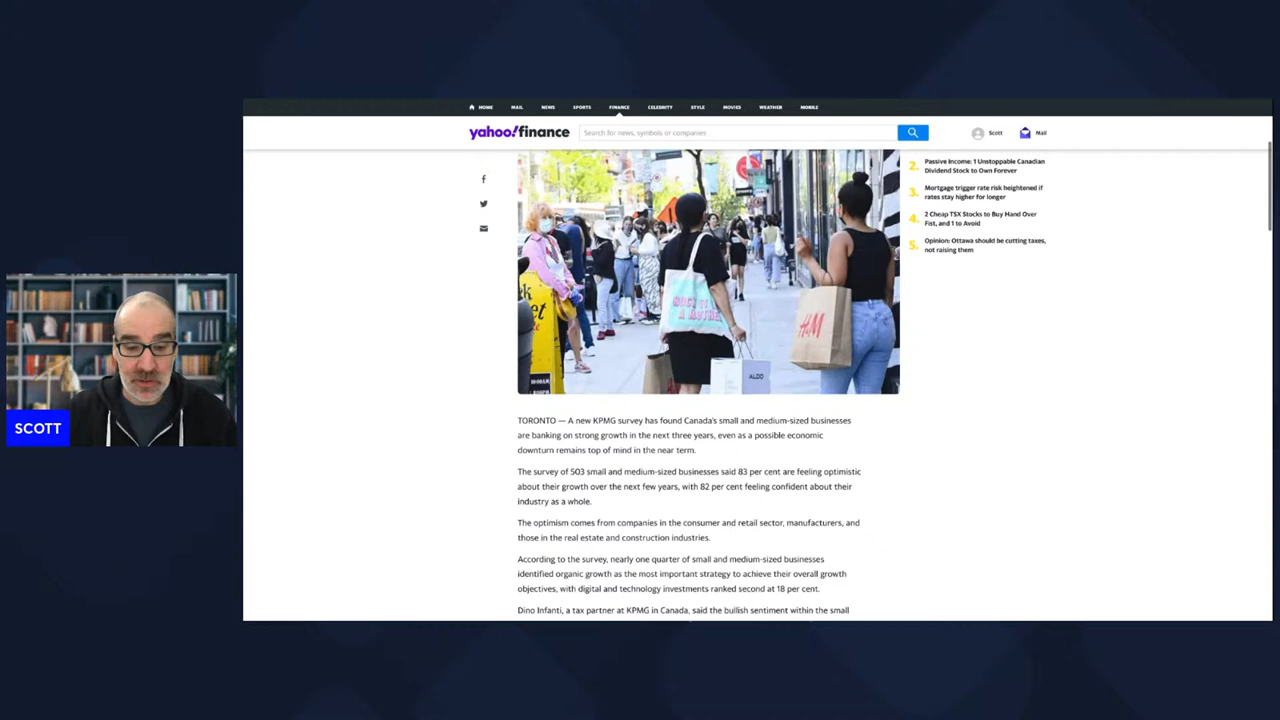 HOME MAIL NEWS SPORTS FINANCE CELEBRITY STYLE MOVIES WEATHER MOBILE
yahoo!finance
Search for news, symbols or companies
Scott
Mail
2. Passive Income: 1 Unstoppable Canadian
Dividend Stock to Own Forever
3. Mortgage trigger rate risk heightened if
rates stay higher for longer
4. 2 Cheap TSX Stocks to Buy Hand Over
Fist, and 1 to Avoid
5. Opinion: Ottawa should be cutting taxes,
not raising them
H&M
ALDO
SCOTT
TORONTO — A new KPMG survey has found Canada's small and medium-sized businesses
are banking on strong growth in the next three years, even as a possible economic
downturn remains top of mind in the near term.
The survey of 503 small and medium-sized businesses said 83 per cent are feeling optimistic
about their growth over the next few years, with 82 per cent feeling confident about their
industry as a whole.
The optimism comes from companies in the consumer and retail sector, manufacturers, and
those in the real estate and construction industries.
According to the survey, nearly one quarter of small and medium-sized businesses
identified organic growth as the most important strategy to achieve their overall growth
objectives, with digital and technology investments ranked second at 18 per cent.
Dino Infanti, a tax partner at KPMG in Canada, said the bullish sentiment within the small